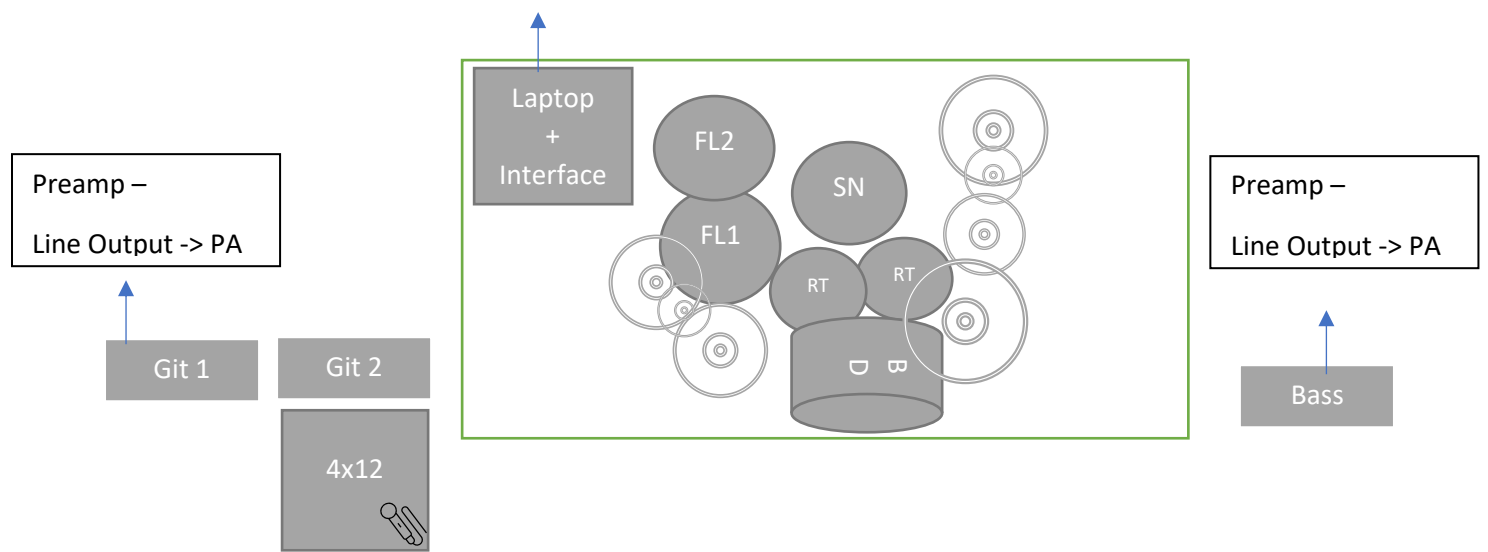 Laptop
+
Interface
FL2
SN
FL1
RT
RT
B
D
Preamp –
Line Output -> PA
Preamp –
Line Output -> PA
Git 1
Git 2
Bass
4x12